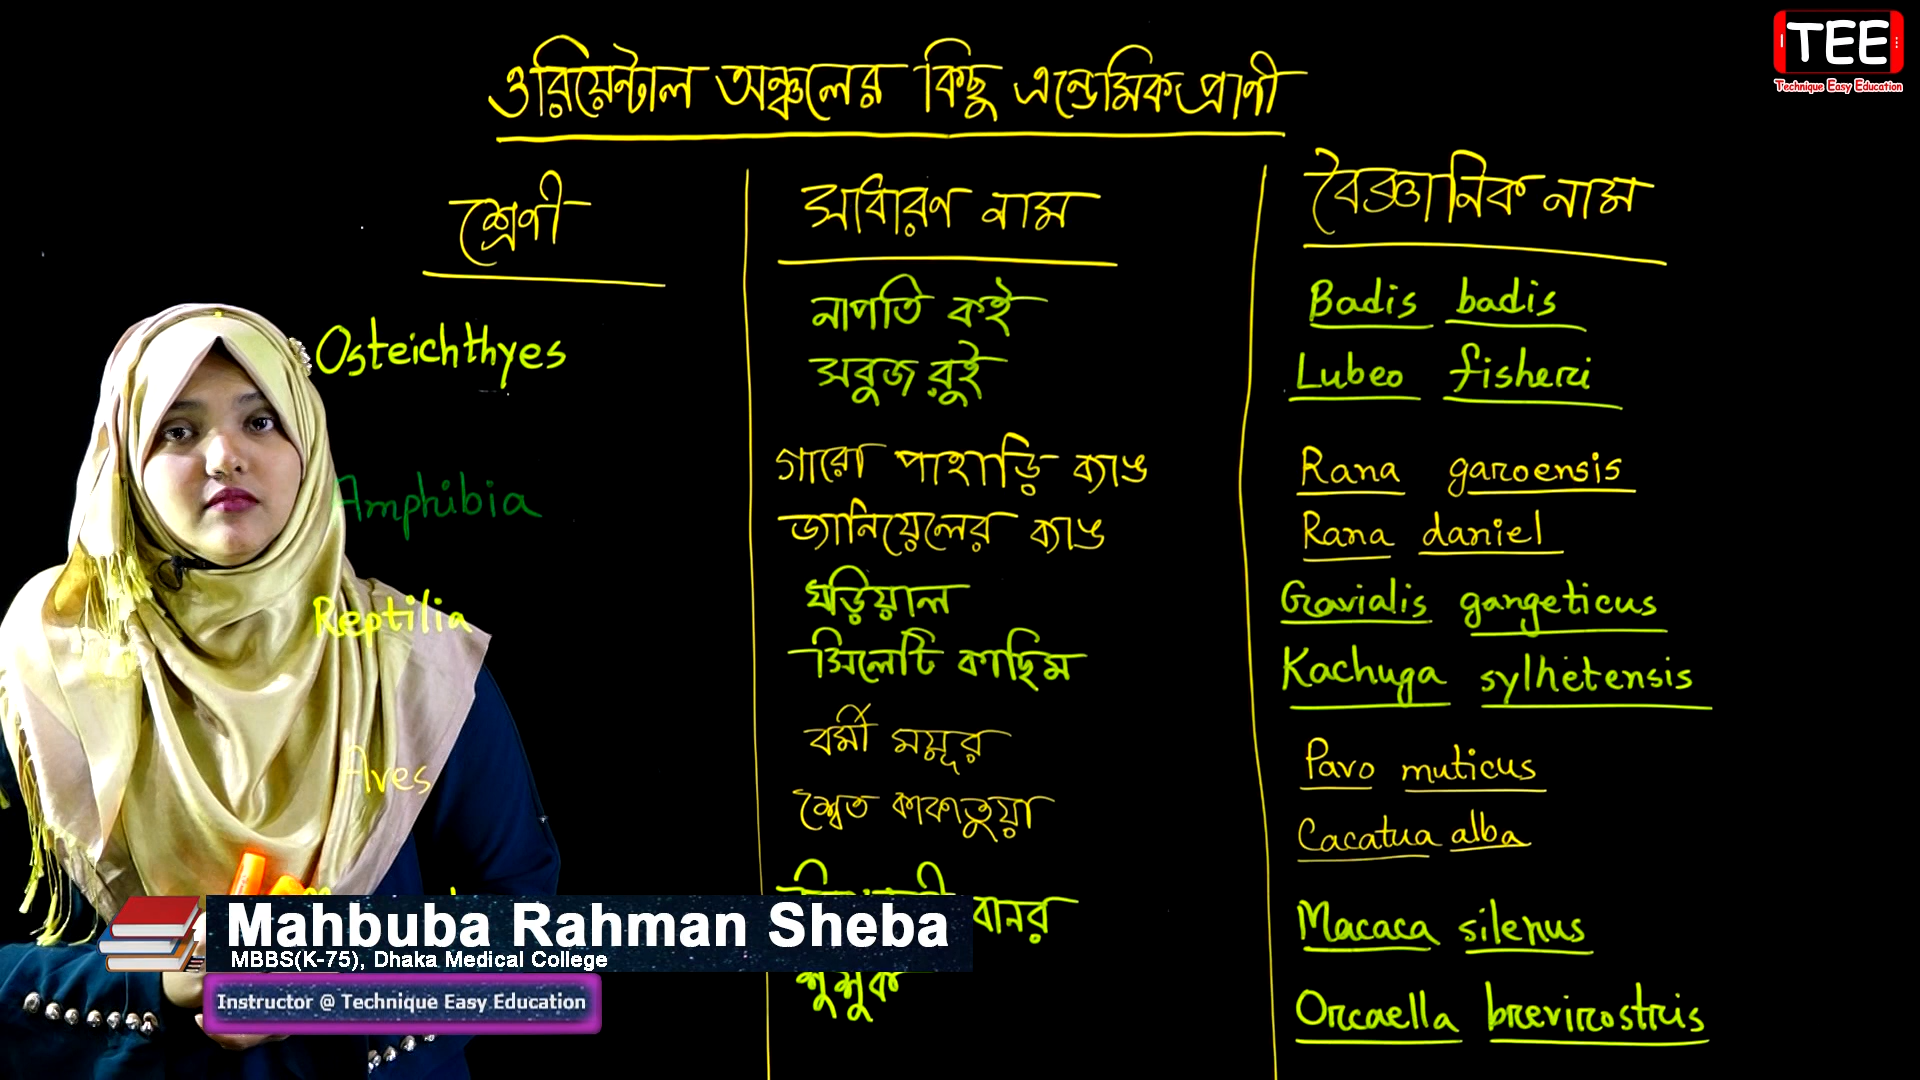 TEE
Technique Easy Education
ওরিয়েন্টাল অঞ্চলের কিছু এন্ডেমিক প্রাণী
শ্রেণী সাধারণ নাম বৈজ্ঞানিক নাম
Osteichthyes নাপতি কই Badis badis
সবুজ রুই Lubeo fisheri
Amphibia গারো পাহাড়ি ব্যাঙ Rana garoensis
ড্যানিয়েলের ব্যাঙ Rana daniel
Reptilia ঘড়িয়াল Gavialis gangeticus
সিলেটি কাছিম Kachuga sylhetensis
Aves বর্মী ময়ূর Pavo muticus
শ্বেত কাকাতুয়া Cacatua alba
বানর Macaca silenus
শুশুক Orcaella brevirostris
Mahbuba Rahman Sheba
MBBS(K-75), Dhaka Medical College
Instructor @ Technique Easy Education